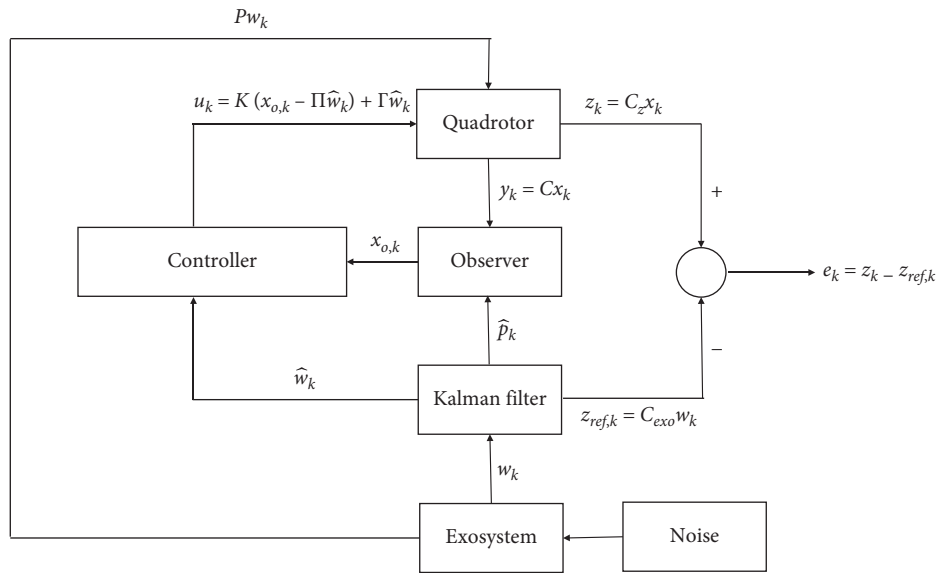 Pw_k
u_k = K (x_{o,k} – Πŵ_k) + Γŵ_k
Quadrotor
z_k = C_z x_k
y_k = Cx_k
+
Controller
x_{o,k}
Observer
e_k = z_{k –} z_{ref,k}
p̂_k
–
ŵ_k
Kalman filter
z_{ref,k} = C_{exo} w_k
w_k
Exosystem
Noise